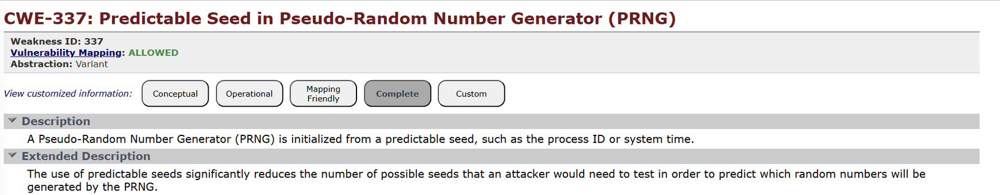 CWE-337: Predictable Seed in Pseudo-Random Number Generator (PRNG)
Weakness ID: 337
Vulnerability Mapping: ALLOWED
Abstraction: Variant
View customized information:
Conceptual
Operational
Mapping
Friendly
Complete
Custom
Description
A Pseudo-Random Number Generator (PRNG) is initialized from a predictable seed, such as the process ID or system time.
Extended Description
The use of predictable seeds significantly reduces the number of possible seeds that an attacker would need to test in order to predict which random numbers will be
generated by the PRNG.